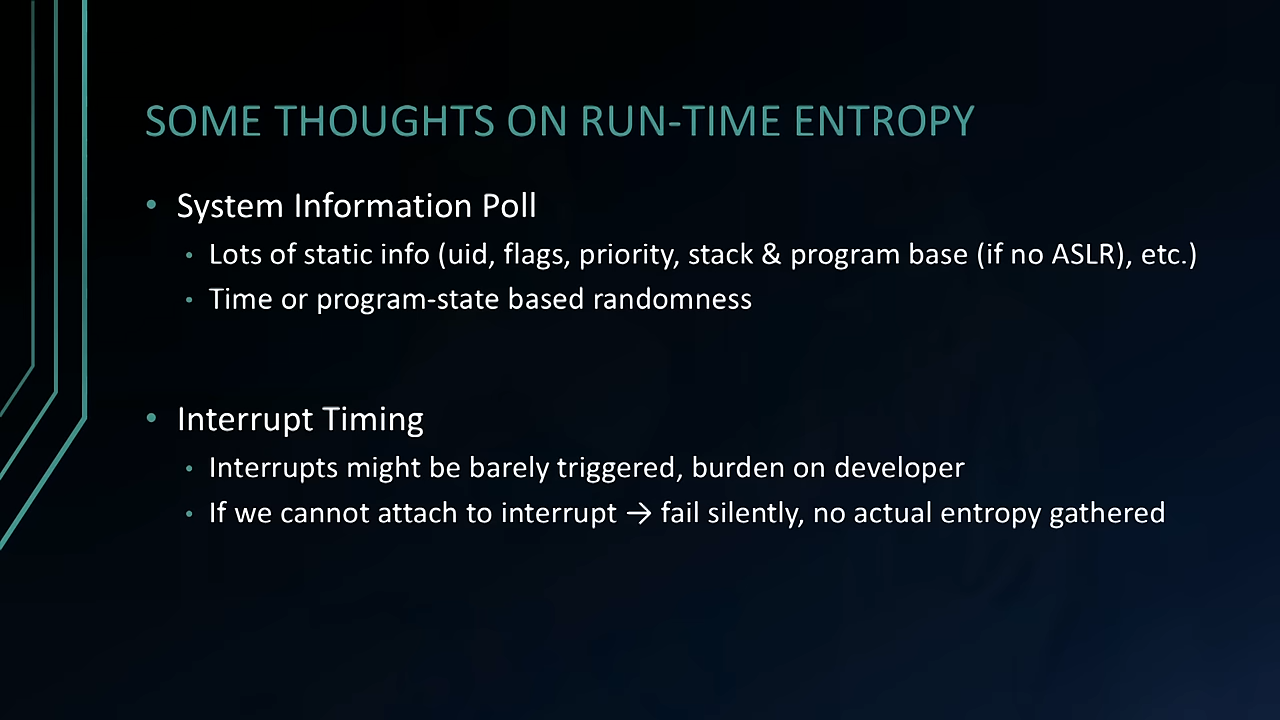 SOME THOUGHTS ON RUN-TIME ENTROPY
• System Information Poll
• Lots of static info (uid, flags, priority, stack & program base (if no ASLR), etc.)
• Time or program-state based randomness
• Interrupt Timing
• Interrupts might be barely triggered, burden on developer
• If we cannot attach to interrupt → fail silently, no actual entropy gathered